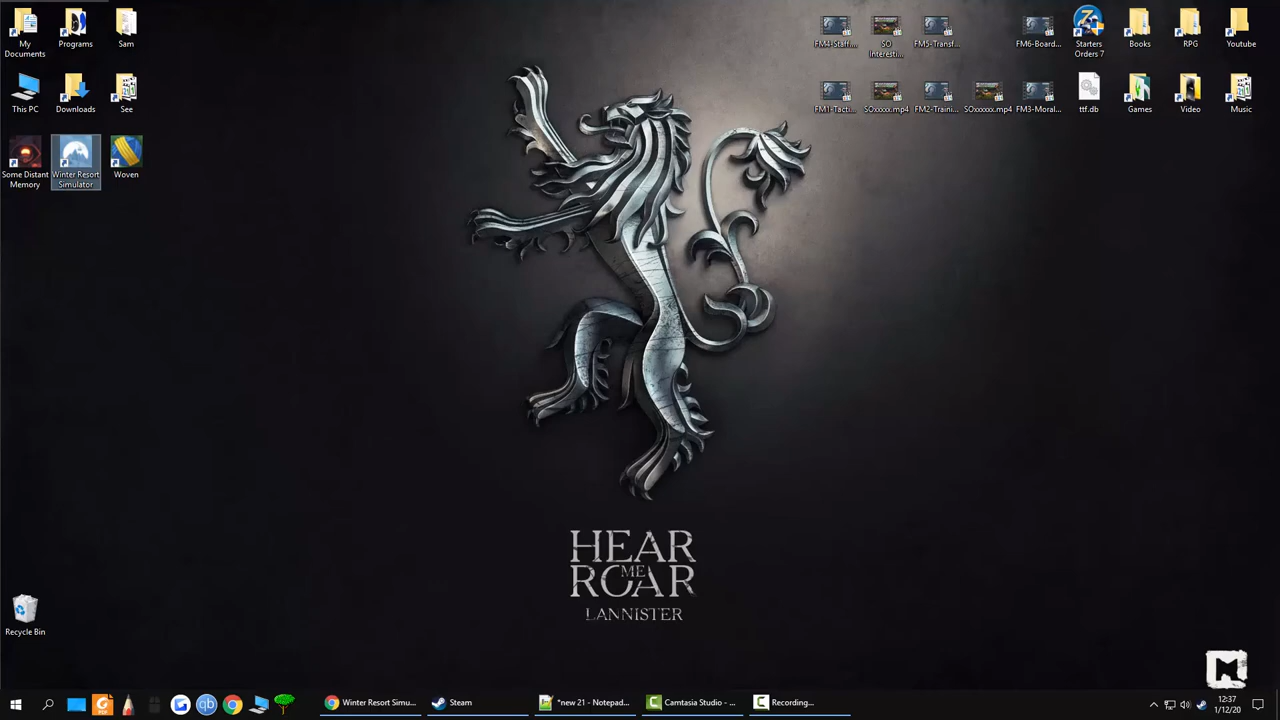 My Documents
Programs
Sam
FM4-Staff...
SO Interesti...
FM5-Transf...
FM6-Board...
Starters Orders 7
Books
RPG
Youtube
This PC
Downloads
See
FM1-Tacti...
SOxxxxx.mp4
FM2-Traini...
SOxxxxxx.mp4
FM3-Moral...
ttf.db
Games
Video
Music
Some Distant Memory
Winter Resort Simulator
Woven
HEAR
ME
ROAR
LANNISTER
Recycle Bin
PDF
qb
Winter Resort Simu...
Steam
*new 21 - Notepad...
Camtasia Studio - ...
Recording...
12:37
1/12/20